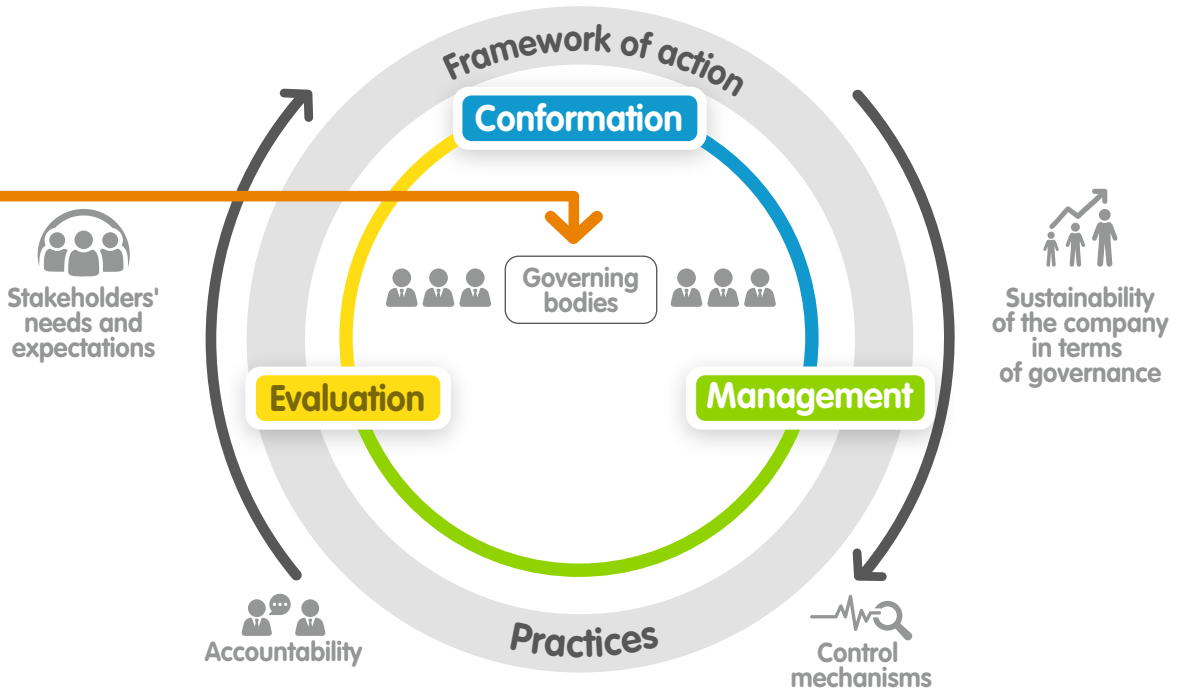 Framework of action
Conformation
Stakeholders'
needs and
expectations
Governing
bodies
Sustainability
of the company
in terms
of governance
Evaluation
Management
Accountability
Practices
Control
mechanisms